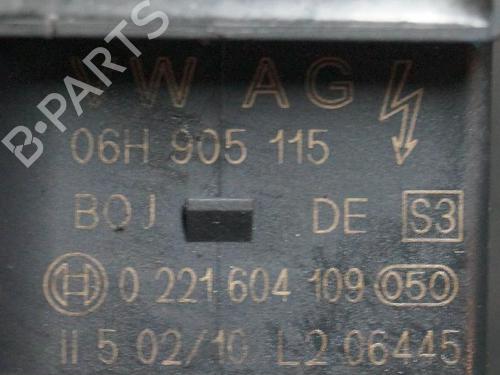 VW AG
06H 905 115
BOJ DE S3
0 221 604 109 050
II 5 02/10 L2 06445
B-PARTS